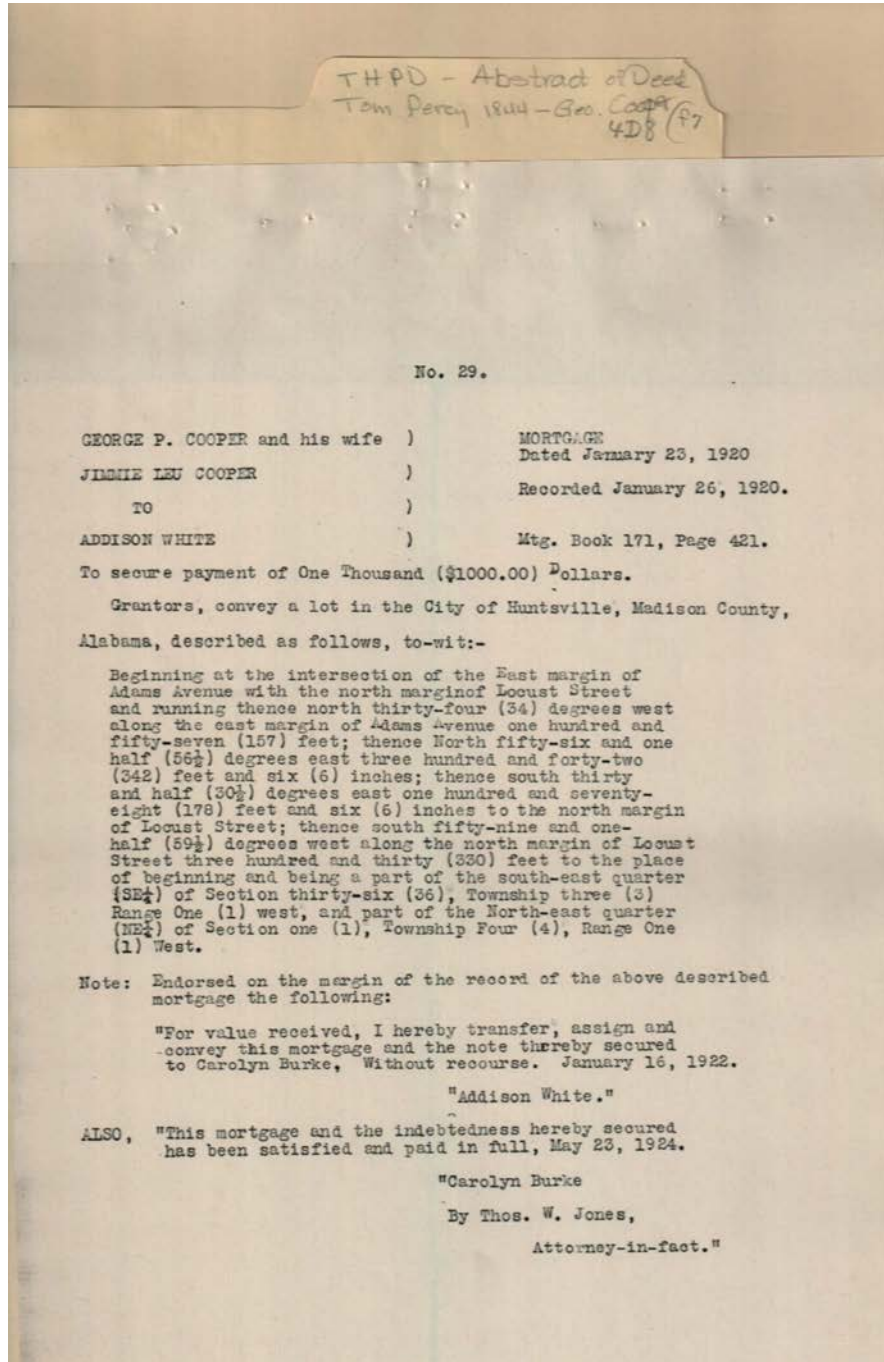 THPD - Abstract of Deed
Tom Percy 1844 - Geo. Cooper
4D8 (f7
No. 29.
GEORGE P. COOPER and his wife ) MORTGAGE
Dated January 23, 1920
JIMMIE LEU COOPER )
Recorded January 26, 1920.
TO )
ADDISON WHITE ) Mtg. Book 171, Page 421.
To secure payment of One Thousand ($1000.00) Dollars.
Grantors, convey a lot in the City of Huntsville, Madison County,
Alabama, described as follows, to-wit:-
Beginning at the intersection of the East margin of
Adams Avenue with the north marginof Locust Street
and running thence north thirty-four (34) degrees west
along the east margin of Adams Avenue one hundred and
fifty-seven (157) feet; thence North fifty-six and one
half (56½) degrees east three hundred and forty-two
(342) feet and six (6) inches; thence south thirty
and half (30½) degrees east one hundred and seventy-
eight (178) feet and six (6) inches to the north margin
of Locust Street; thence south fifty-nine and one-
half (59½) degrees west along the north margin of Locust
Street three hundred and thirty (330) feet to the place
of beginning and being a part of the south-east quarter
(SE¼) of Section thirty-six (36), Township three (3)
Range One (1) west, and part of the North-east quarter
(NE¼) of Section one (1), Township Four (4), Range One
(1) West.
Note: Endorsed on the margin of the record of the above described
mortgage the following:
"For value received, I hereby transfer, assign and
convey this mortgage and the note thereby secured
to Carolyn Burke, Without recourse. January 16, 1922.
"Addison White."
ALSO, "This mortgage and the indebtedness hereby secured
has been satisfied and paid in full, May 23, 1924.
"Carolyn Burke
By Thos. W. Jones,
Attorney-in-fact."